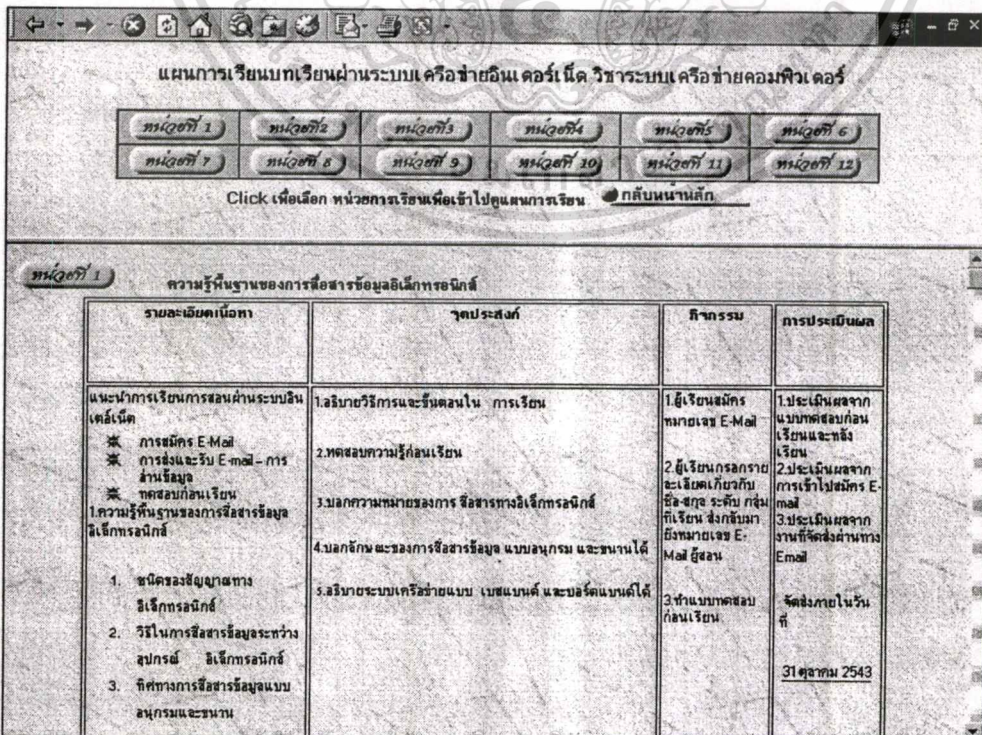 แผนการเรียนบทเรียนผ่านระบบเครือข่ายอินเตอร์เน็ต วิชาระบบเครือข่ายคอมพิวเตอร์
หน่วยที่ 1 หน่วยที่2 หน่วยที่3 หน่วยที่4 หน่วยที่5 หน่วยที่ 6
หน่วยที่ 7 หน่วยที่ 8 หน่วยที่ 9 หน่วยที่ 10 หน่วยที่ 11 หน่วยที่ 12
Click เพื่อเลือก หน่วยการเรียนเพื่อเข้าไปดูแผนการเรียน กลับหน้าหลัก
หน่วยที่ 1
ความรู้พื้นฐานของการสื่อสารข้อมูลอิเล็กทรอนิกส์
รายละเอียดเนื้อหา
จุดประสงค์
กิจกรรม
การประเมินผล
แนะนำการเรียนการสอนผ่านระบบอิน
เตอ์เน็ต
การสมัคร E-Mail
การส่งและรับ E-mail – การ
อ่านข้อมูล
ทดสอบก่อนเรียน
1.ความรู้พื้นฐานของการสื่อสารข้อมูล
อิเล็กทรอนิกส์
1. ชนิดของสัญญาณทาง
อิเล็กทรอนิกส์
2. วิธีในการสื่อสารข้อมูลระหว่าง
อุปกรณ์ อิเล็กทรอนิกส์
3. ทิศทางการสื่อสารข้อมูลแบบ
อนุกรมและขนาน
1.อธิบายวิธีการและขั้นตอนใน การเรียน
2.ทดสอบความรู้ก่อนเรียน
3.บอกความหมายของการ สื่อสารทางอิเล็กทรอนิกส์
4.บอกลักษณะของการสื่อสารข้อมูล แบบอนุกรม และขนานได้
5.อธิบายระบบเครือข่ายแบบ เบสแบนด์ และบอร์ดแบนด์ได้
1.ผู้เรียนสมัคร
หมายเลข E-Mail
2.ผู้เรียนกรอกราย
ละเอียดเกี่ยวกับ
ชื่อ-สกุล ระดับ กลุ่ม
ที่เรียน ส่งกลับมา
ยังหมายเลข E-
Mail ผู้สอน
3.ทำแบบทดสอบ
ก่อนเรียน
1.ประเมินผลจาก
แบบทดสอบก่อน
เรียนและหลัง
เรียน
2.ประเมินผลจาก
การเข้าไปสมัคร E-
mail
3.ประเมินผลจาก
งานที่จัดส่งผ่านทาง
Email
จัดส่งภายในวัน
ที่
31 ตุลาคม 2543